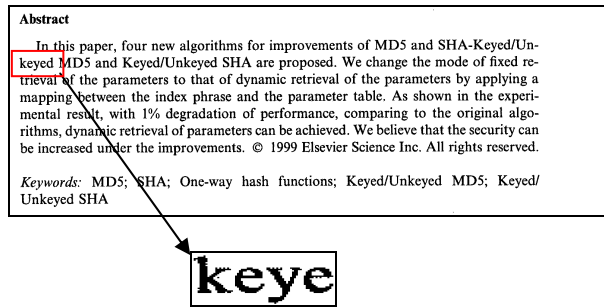 Abstract
In this paper, four new algorithms for improvements of MD5 and SHA-Keyed/Un-
keyed MD5 and Keyed/Unkeyed SHA are proposed. We change the mode of fixed re-
trieval of the parameters to that of dynamic retrieval of the parameters by applying a
mapping between the index phrase and the parameter table. As shown in the experi-
mental result, with 1% degradation of performance, comparing to the original algo-
rithms, dynamic retrieval of parameters can be achieved. We believe that the security can
be increased under the improvements. © 1999 Elsevier Science Inc. All rights reserved.
Keywords: MD5; SHA; One-way hash functions; Keyed/Unkeyed MD5; Keyed/
Unkeyed SHA
keye